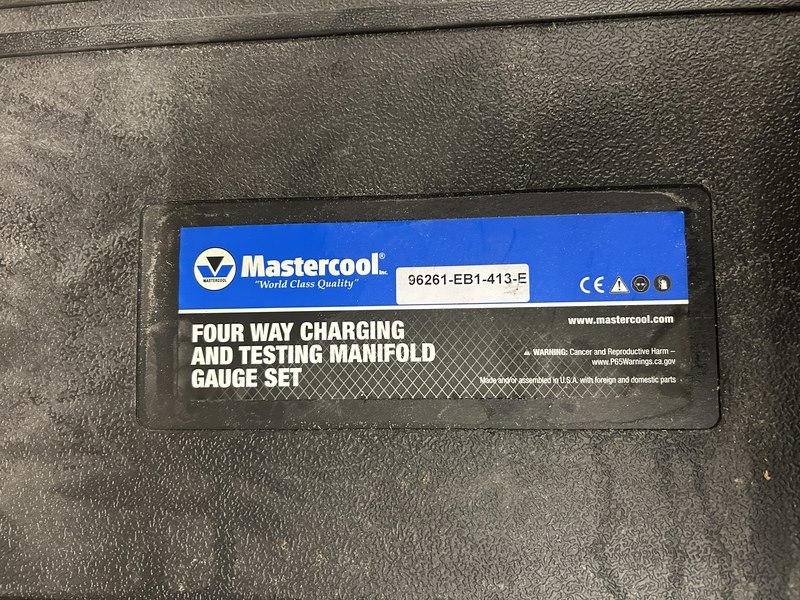 MASTERCOOL
Mastercool® Inc.
"World Class Quality"
96261-EB1-413-E
CE
www.mastercool.com
FOUR WAY CHARGING
AND TESTING MANIFOLD
GAUGE SET
WARNING: Cancer and Reproductive Harm –
www.P65Warnings.ca.gov
Made and/or assembled in U.S.A. with foreign and domestic parts